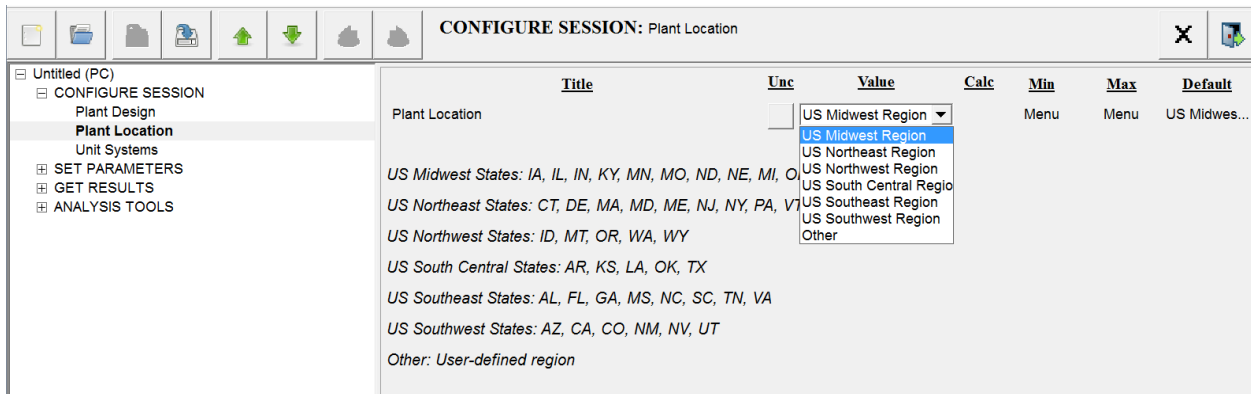 CONFIGURE SESSION: Plant Location
Untitled (PC)
CONFIGURE SESSION
Plant Design
Plant Location
Unit Systems
SET PARAMETERS
GET RESULTS
ANALYSIS TOOLS
Title Unc Value Calc Min Max Default
Plant Location US Midwest Region Menu Menu US Midwes...
US Midwest Region
US Northeast Region
US Northwest Region
US South Central Regio
US Southeast Region
US Southwest Region
Other
US Midwest States: IA, IL, IN, KY, MN, MO, ND, NE, MI,
US Northeast States: CT, DE, MA, MD, ME, NJ, NY, PA, VT
US Northwest States: ID, MT, OR, WA, WY
US South Central States: AR, KS, LA, OK, TX
US Southeast States: AL, FL, GA, MS, NC, SC, TN, VA
US Southwest States: AZ, CA, CO, NM, NV, UT
Other: User-defined region